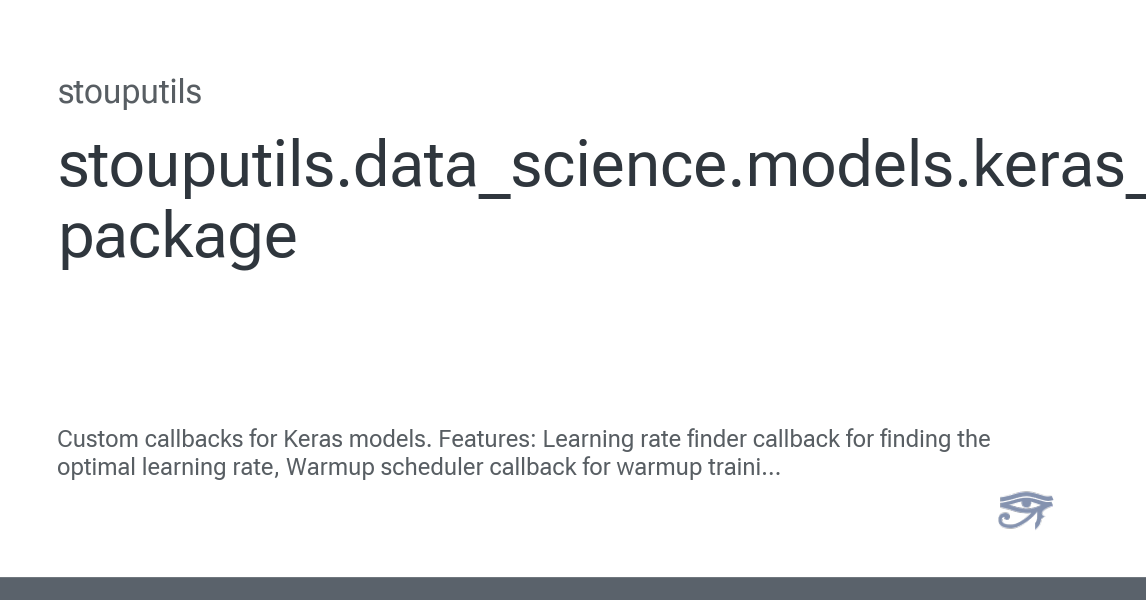 stouputils
stouputils.data_science.models.keras_
package
Custom callbacks for Keras models. Features: Learning rate finder callback for finding the
optimal learning rate, Warmup scheduler callback for warmup traini...